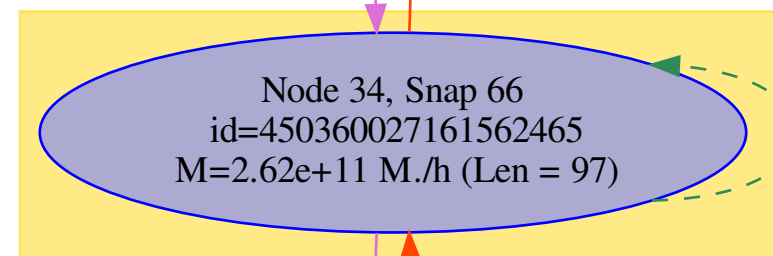 Node 34, Snap 66
id=450360027161562465
M=2.62e+11 M./h (Len = 97)